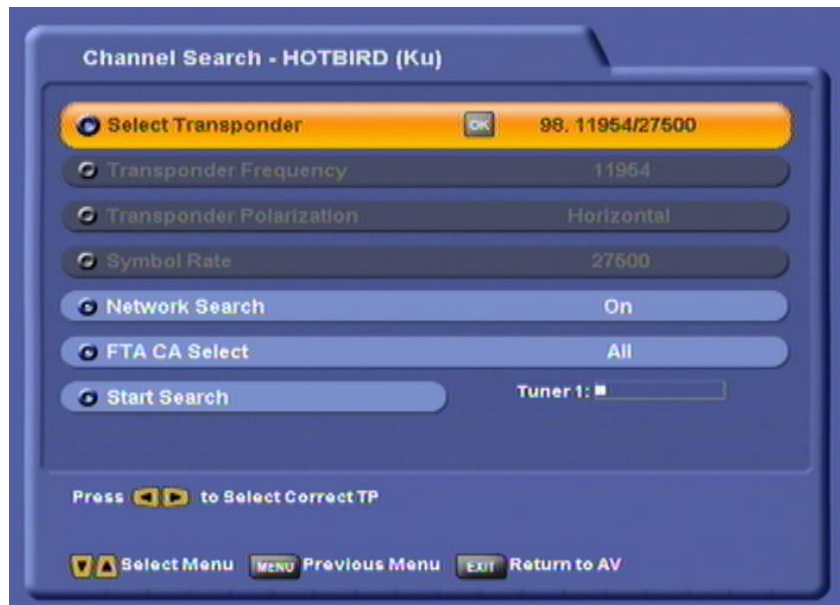 Channel Search - HOTBIRD (Ku)
Select Transponder OK 98. 11954/27500
Transponder Frequency 11954
Transponder Polarization Horizontal
Symbol Rate 27500
Network Search On
FTA CA Select All
Start Search Tuner 1:
Press to Select Correct TP
Select Menu MENU Previous Menu EXIT Return to AV